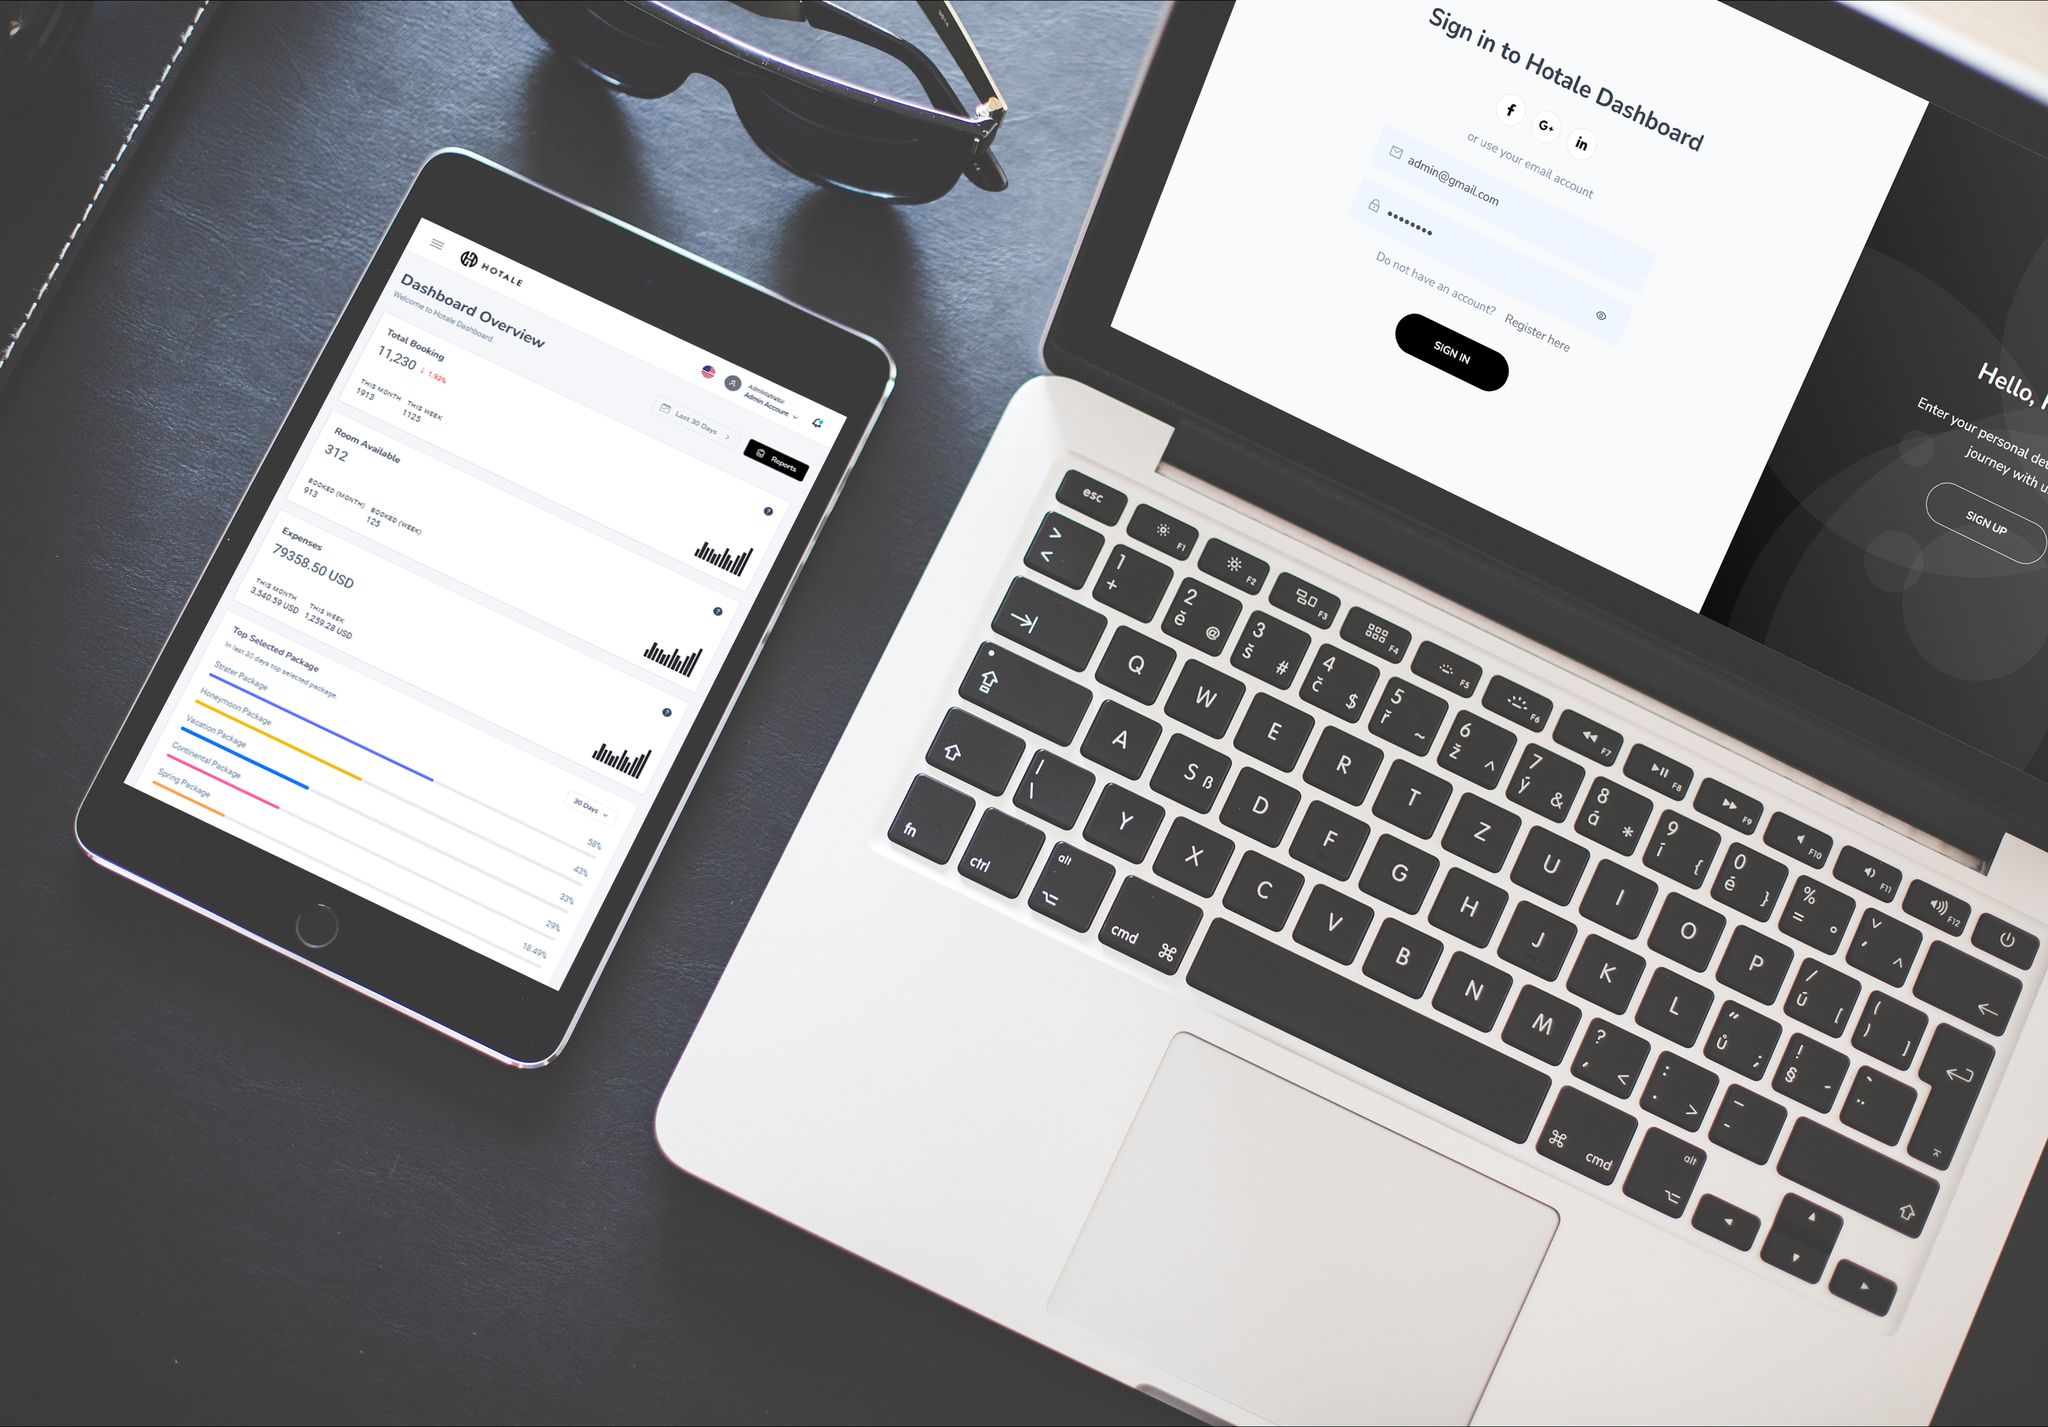 HOTALE
Dashboard Overview
Welcome to Hotale Dashboard.
Administrator
Admin Account
Last 30 Days
Reports
Total Booking
11,230 ↓ 1.93%
THIS MONTH THIS WEEK
1913 1125
Room Available
312
BOOKED (MONTH) BOOKED (WEEK)
913 125
Expenses
79358.50 USD
THIS MONTH THIS WEEK
3,540.59 USD 1,259.28 USD
Top Selected Package
In last 30 days top selected package.
30 Days
Strater Package 58%
Honeymoon Package 43%
Vacation Package 33%
Continental Package 29%
Spring Package 18.49%
Sign in to Hotale Dashboard
f G+ in
or use your email account
admin@gmail.com
Do not have an account? Register here
SIGN IN
Hello,
Enter your personal
journey with
SIGN UP
esc F1 F2 F3 F4 F5 F6 F7 F8 F9 F10 F11 F12
> < 1 + 2 ě @ 3 š # 4 č $ 5 ř ~ 6 ž ^ 7 ý & 8 á * 9 í { 0 é } % = ° ˇ ´ ^
Q W E R T Z U I O P / ú [ ( ) ]
A S ß D F G H J K L " ů ; ! § ' ` ¨
| \ Y X C V B N M ? , < : . > _ -
fn ctrl alt cmd ⌘ ⌘ cmd alt